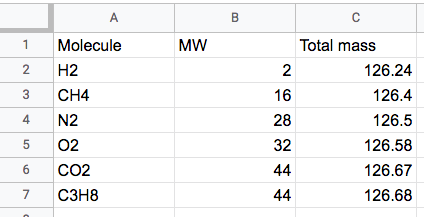 A B C
1 Molecule MW Total mass
2 H2 2 126.24
3 CH4 16 126.4
4 N2 28 126.5
5 O2 32 126.58
6 CO2 44 126.67
7 C3H8 44 126.68